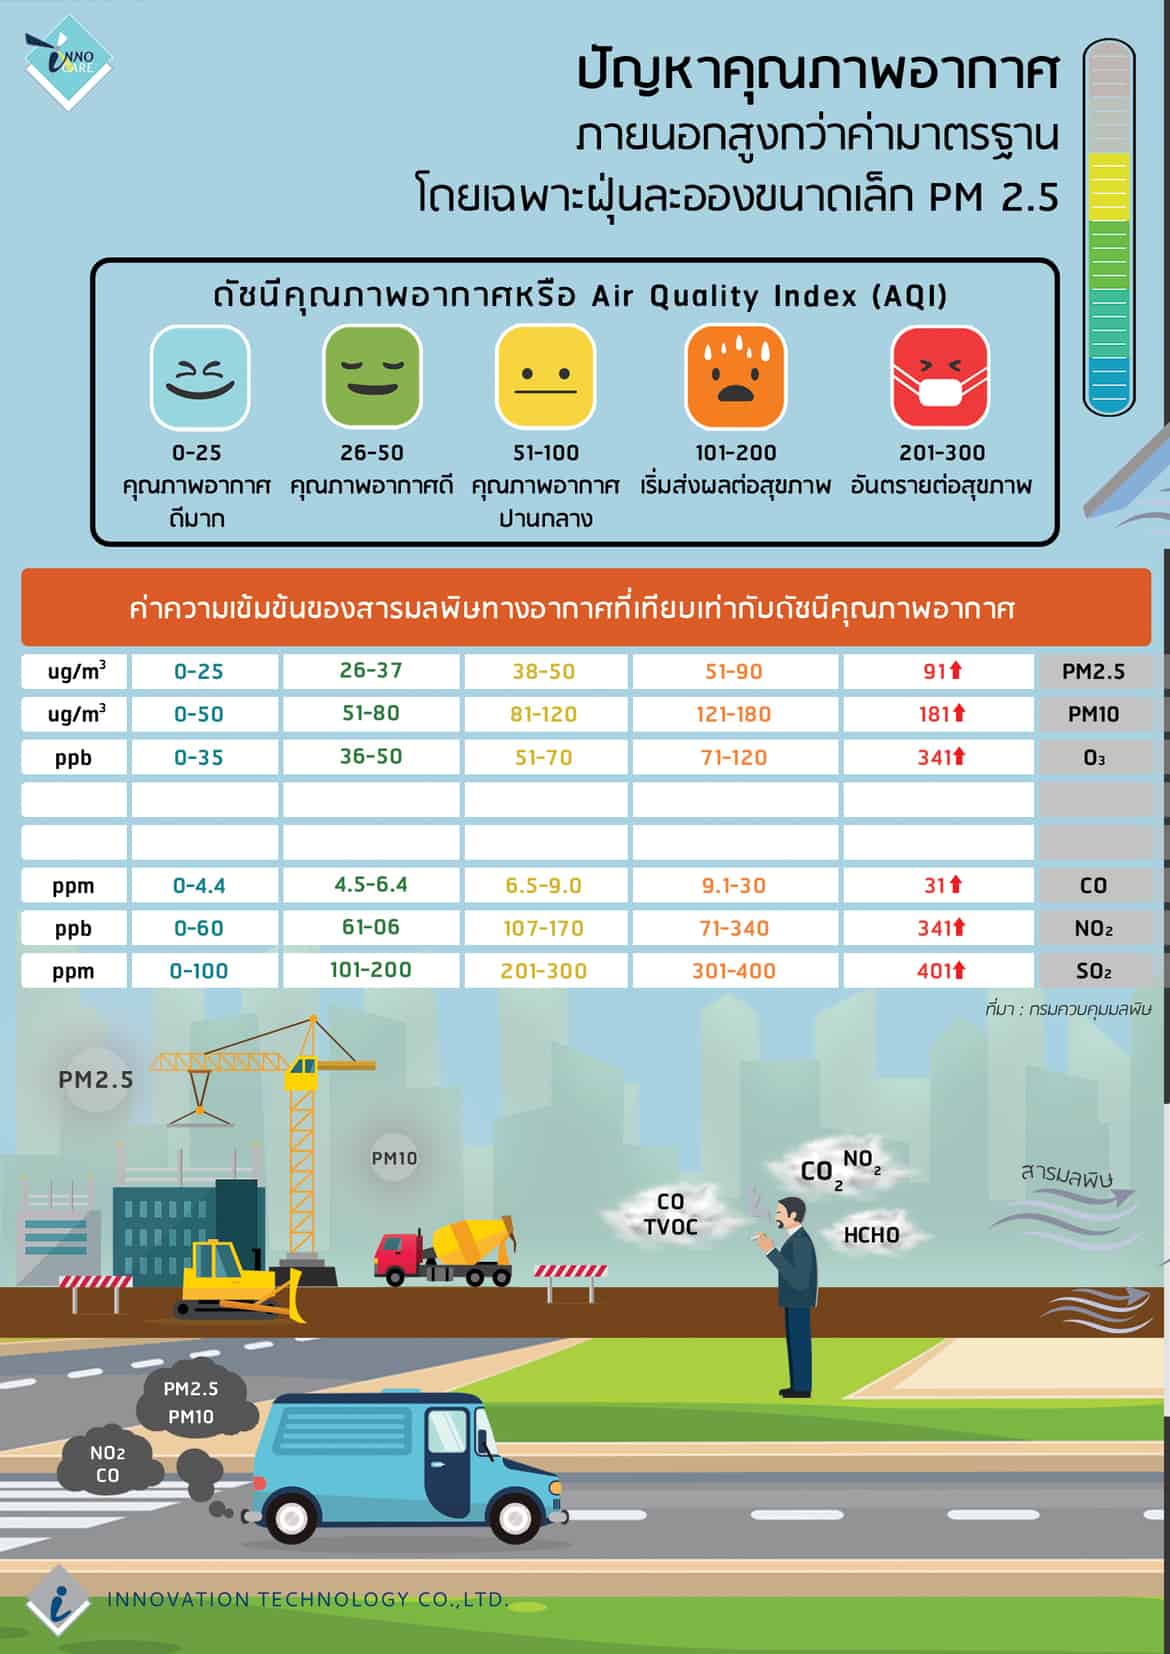 iNNO
CARE
ปัญหาคุณภาพอากาศ
ภายนอกสูงกว่าค่ามาตรฐาน
โดยเฉพาะฝุ่นละอองขนาดเล็ก PM 2.5
ดัชนีคุณภาพอากาศหรือ Air Quality Index (AQI)
0-25 26-50 51-100 101-200 201-300
คุณภาพอากาศ คุณภาพอากาศดี คุณภาพอากาศ เริ่มส่งผลต่อสุขภาพ อันตรายต่อสุขภาพ
ดีมาก ปานกลาง
ค่าความเข้มข้นของสารมลพิษทางอากาศที่เทียบเท่ากับดัชนีคุณภาพอากาศ
ug/m³ 0-25 26-37 38-50 51-90 91⬆ PM2.5
ug/m³ 0-50 51-80 81-120 121-180 181⬆ PM10
ppb 0-35 36-50 51-70 71-120 341⬆ O₃
ppm 0-4.4 4.5-6.4 6.5-9.0 9.1-30 31⬆ CO
ppb 0-60 61-06 107-170 71-340 341⬆ NO₂
ppm 0-100 101-200 201-300 301-400 401⬆ SO₂
ที่มา : กรมควบคุมมลพิษ
PM2.5
PM10
CO₂ NO₂
CO
TVOC
HCHO
สารมลพิษ
PM2.5
PM10
NO₂
CO
i INNOVATION TECHNOLOGY CO.,LTD.